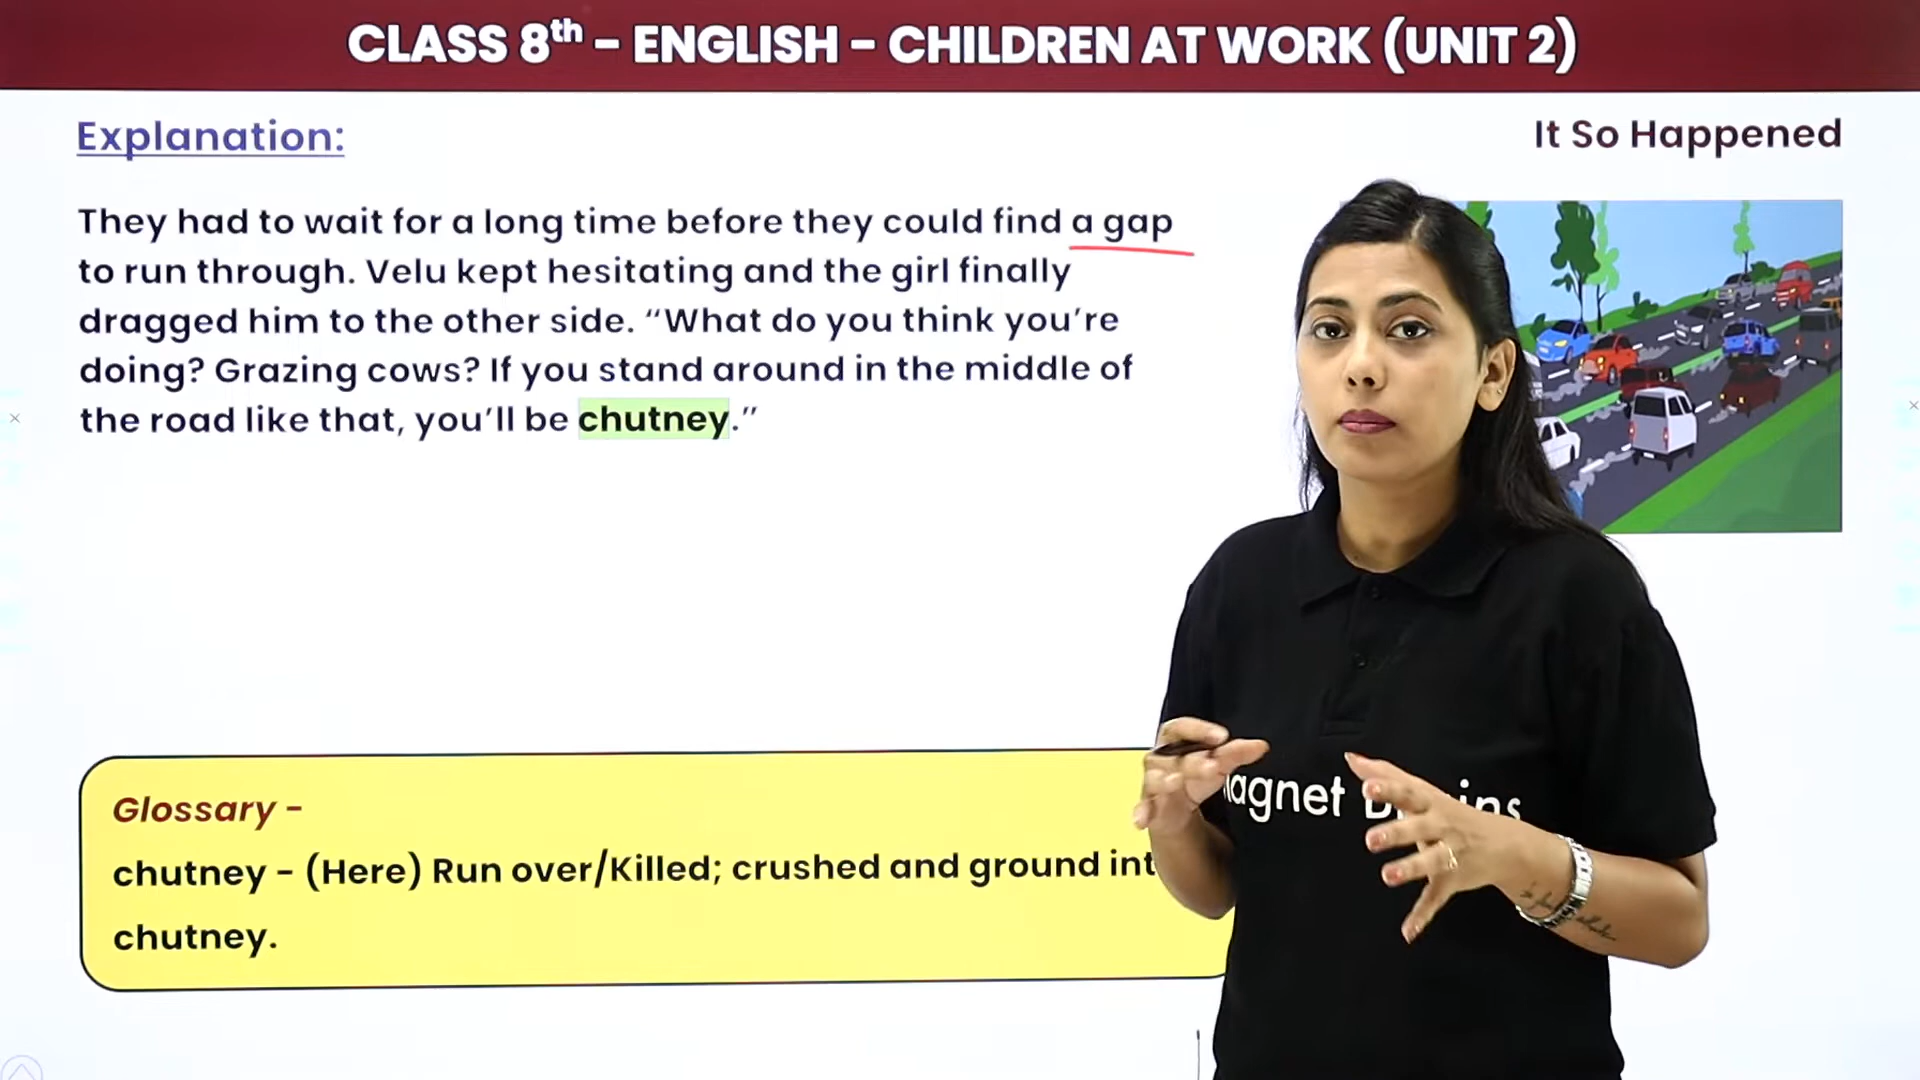 CLASS 8th – ENGLISH – CHILDREN AT WORK (UNIT 2)
Explanation:
It So Happened
They had to wait for a long time before they could find a gap
to run through. Velu kept hesitating and the girl finally
dragged him to the other side. “What do you think you’re
doing? Grazing cows? If you stand around in the middle of
the road like that, you’ll be chutney.”
Glossary –
chutney – (Here) Run over/Killed; crushed and ground int
chutney.
agnet B ins